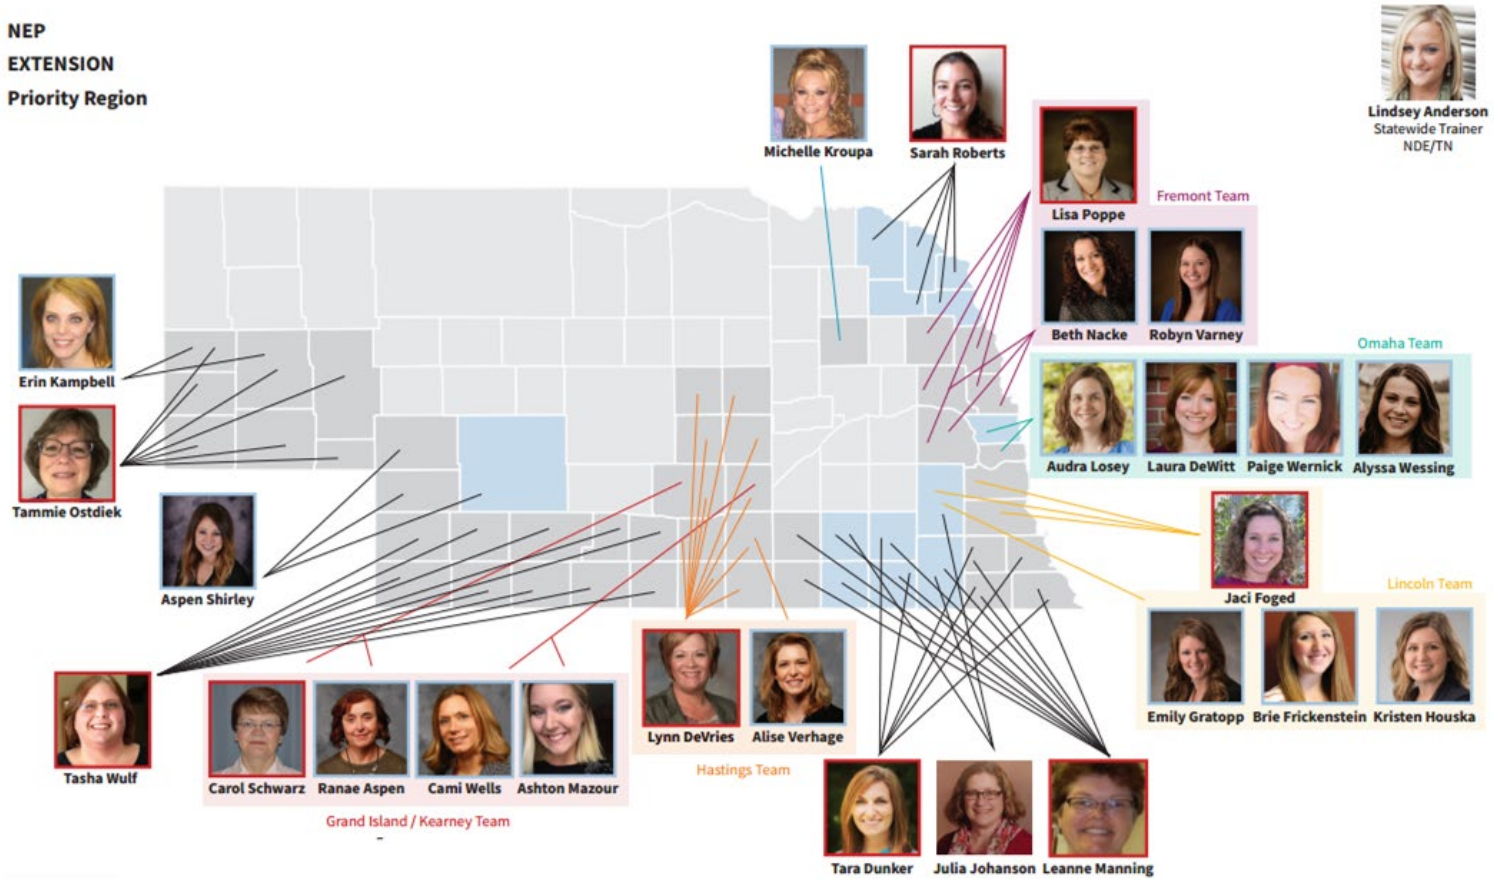 NEP
EXTENSION
Priority Region
Lindsey Anderson
Statewide Trainer
NDE/TN
Michelle Kroupa
Sarah Roberts
Lisa Poppe
Fremont Team
Beth Nacke
Robyn Varney
Omaha Team
Erin Kampbell
Audra Losey
Laura DeWitt
Paige Wernick
Alyssa Wessing
Tammie Ostdiek
Aspen Shirley
Jaci Foged
Lincoln Team
Emily Gratopp
Brie Frickenstein
Kristen Houska
Lynn DeVries
Alise Verhage
Hastings Team
Tasha Wulf
Carol Schwarz
Ranae Aspen
Cami Wells
Ashton Mazour
Grand Island / Kearney Team
–
Tara Dunker
Julia Johanson
Leanne Manning